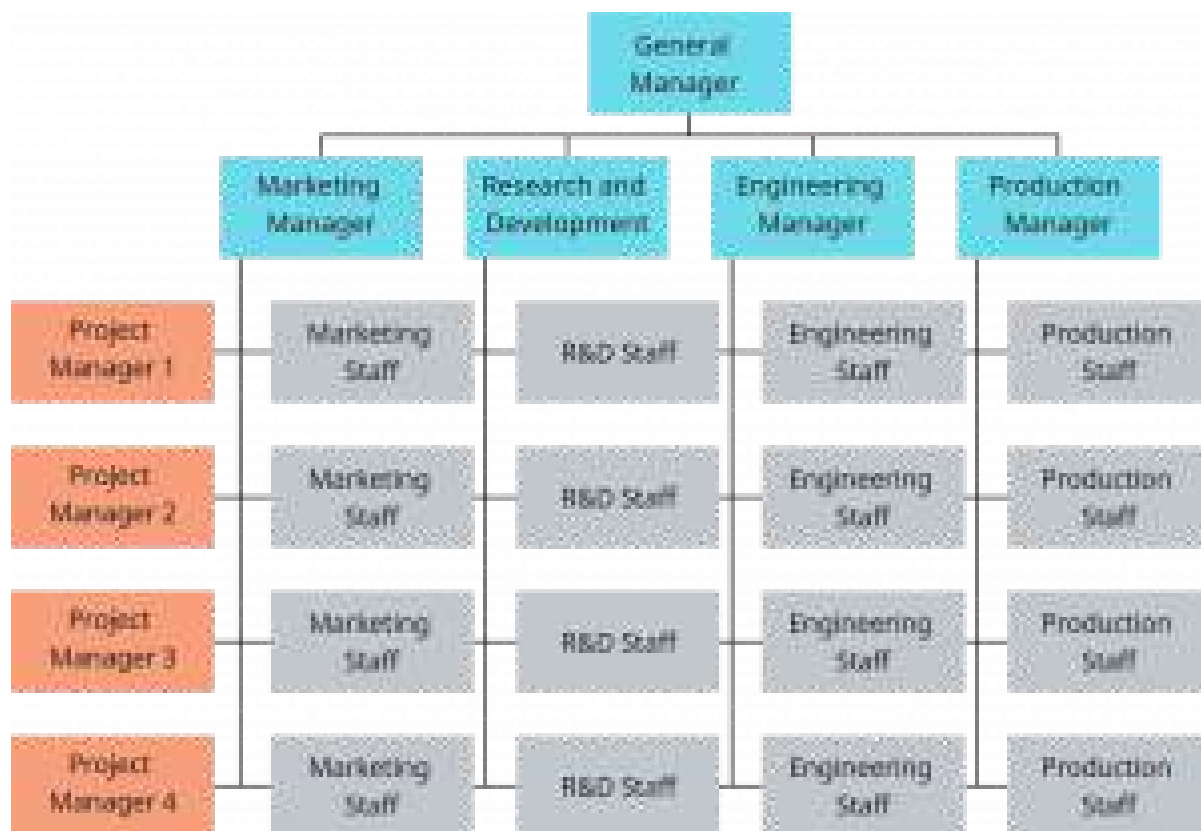 General
Manager
Marketing
Manager
Research and
Development
Engineering
Manager
Production
Manager
Project
Manager 1
Marketing
Staff
R&D Staff
Engineering
Staff
Production
Staff
Project
Manager 2
Marketing
Staff
R&D Staff
Engineering
Staff
Production
Staff
Project
Manager 3
Marketing
Staff
R&D Staff
Engineering
Staff
Production
Staff
Project
Manager 4
Marketing
Staff
R&D Staff
Engineering
Staff
Production
Staff